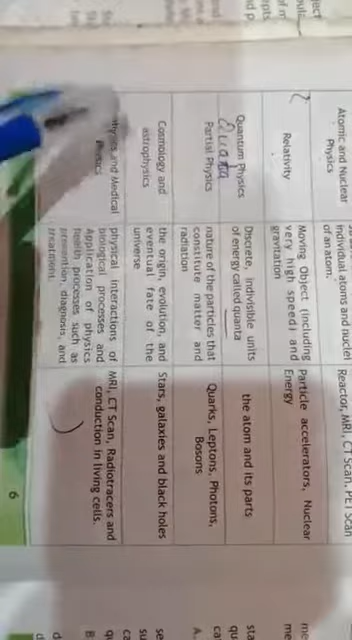 Atomic and Nuclear
Physics
individual atoms and nuclei
of an atom.
Reactor, MRI, CT Scan, PET Scan
Relativity
Moving Object (including
very high speed) and
gravitation
Particle accelerators, Nuclear
Energy
Quantum Physics
Quanta
Discrete, indivisible units
of energy called quanta
the atom and its parts
Partial Physics
nature of the particles that
constitute matter and
radiation
Quarks, Leptons, Photons,
Bosons
Cosmology and
astrophysics
the origin, evolution, and
eventual fate of the
universe
Stars, galaxies and black holes
and Medical
Physics
physical interactions of
biological processes and
Application of physics
health processes such as
prevention, diagnosis, and
treatment.
MRI, CT Scan, Radiotracers and
conduction in living cells.
6